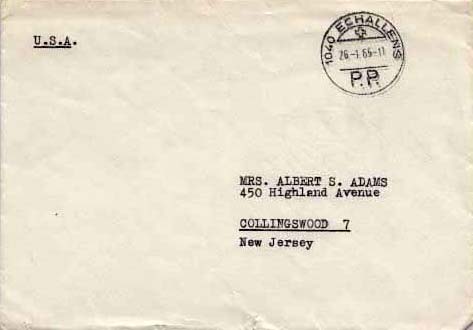 U.S.A.
1040 ECHALLENS
26.-1.65-11
P.P.
MRS. ALBERT S. ADAMS
450 Highland Avenue
COLLINGSWOOD 7
New Jersey